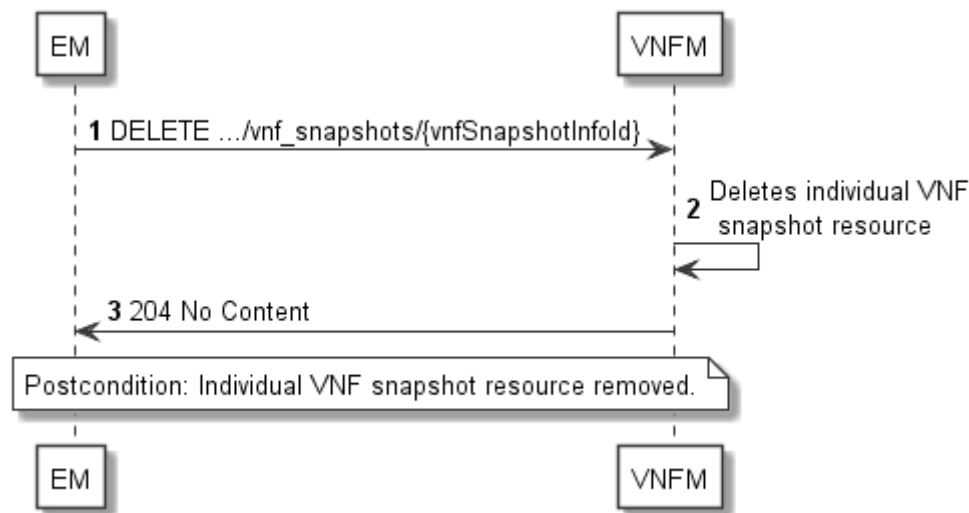 EM VNFM
1 DELETE .../vnf_snapshots/{vnfSnapshotInfoId}
2 Deletes individual VNF
snapshot resource
3 204 No Content
Postcondition: Individual VNF snapshot resource removed.
EM VNFM